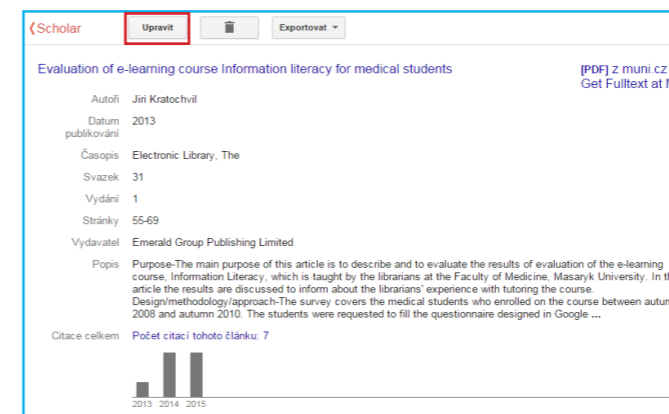 Scholar
Upravit
Exportovat
Evaluation of e-learning course Information literacy for medical students
[PDF] z muni.cz
Get Fulltext at
Autoři Jiri Kratochvil
Datum publikování 2013
Časopis Electronic Library, The
Svazek 31
Vydání 1
Stránky 55-69
Vydavatel Emerald Group Publishing Limited
Popis Purpose-The main purpose of this article is to describe and to evaluate the results of evaluation of the e-learning
course, Information Literacy, which is taught by the librarians at the Faculty of Medicine, Masaryk University. In
article the results are discussed to inform about the librarians' experience with tutoring the course.
Design/methodology/approach-The survey covers the medical students who enrolled on the course between
2008 and autumn 2010. The students were requested to fill the questionnaire designed in Google ...
Citace celkem Počet citací tohoto článku: 7
2013 2014 2015